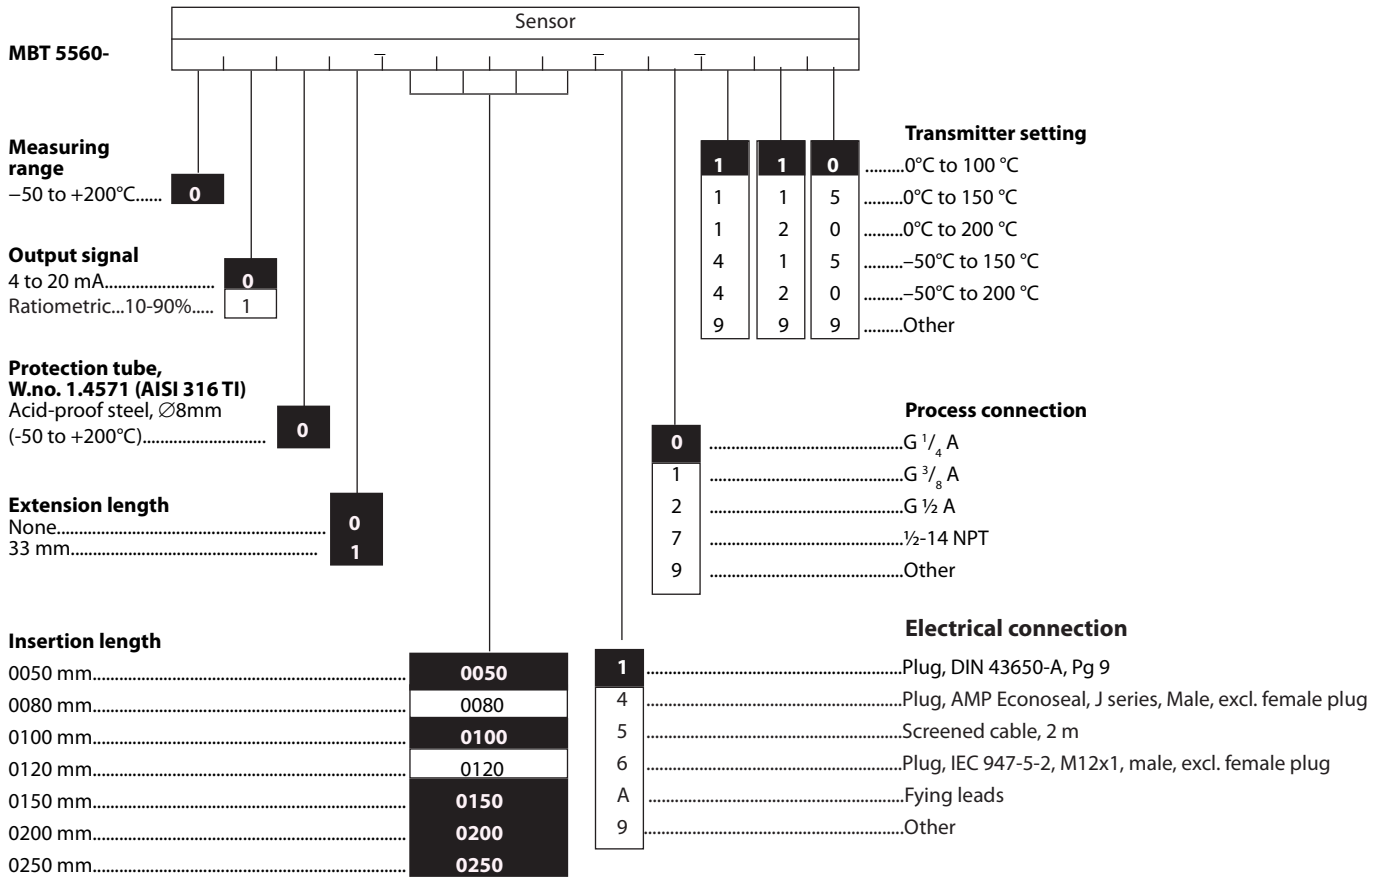 Sensor
MBT 5560-
Measuring
range
−50 to +200°C...... 0
Output signal
4 to 20 mA........................ 0
Ratiometric...10-90%..... 1
Protection tube,
W.no. 1.4571 (AISI 316 TI)
Acid-proof steel, ∅8mm
(-50 to +200°C)........................... 0
Extension length
None........................................................... 0
33 mm...................................................... 1
Insertion length
0050 mm.................................................................... 0050
0080 mm.................................................................... 0080
0100 mm.................................................................... 0100
0120 mm.................................................................... 0120
0150 mm.................................................................... 0150
0200 mm.................................................................... 0200
0250 mm.................................................................... 0250
Transmitter setting
1 1 0 .........0°C to 100 °C
1 1 5 .........0°C to 150 °C
1 2 0 .........0°C to 200 °C
4 1 5 .........–50°C to 150 °C
4 2 0 .........–50°C to 200 °C
9 9 9 .........Other
Process connection
0 ..........................................G 1/4 A
1 ..........................................G 3/8 A
2 ..........................................G ½ A
7 ..........................................½-14 NPT
9 ..........................................Other
Electrical connection
1 ........................................................Plug, DIN 43650-A, Pg 9
4 ........................................................Plug, AMP Econoseal, J series, Male, excl. female plug
5 ........................................................Screened cable, 2 m
6 ........................................................Plug, IEC 947-5-2, M12x1, male, excl. female plug
A ........................................................Fying leads
9 ........................................................Other